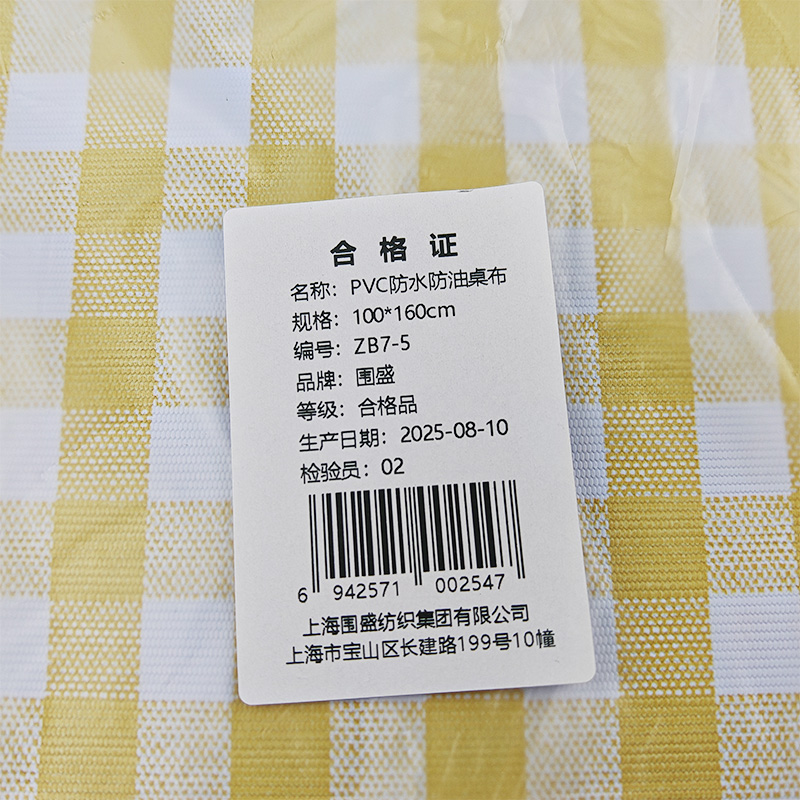 合格证
名称：PVC防水防油桌布
规格：100*160cm
编号：ZB7-5
品牌：围盛
等级：合格品
生产日期：2025-08-10
检验员：02
6 942571 002547
上海围盛纺织集团有限公司
上海市宝山区长建路199号10幢